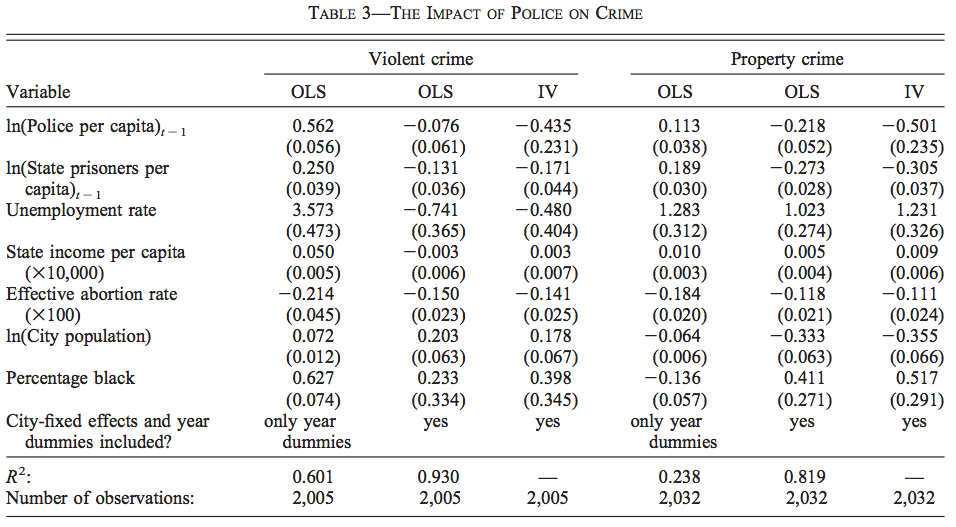 TABLE 3—THE IMPACT OF POLICE ON CRIME
Violent crime Property crime
Variable OLS OLS IV OLS OLS IV
ln(Police per capita)t − 1 0.562 −0.076 −0.435 0.113 −0.218 −0.501
(0.056) (0.061) (0.231) (0.038) (0.052) (0.235)
ln(State prisoners per 0.250 −0.131 −0.171 0.189 −0.273 −0.305
capita)t − 1 (0.039) (0.036) (0.044) (0.030) (0.028) (0.037)
Unemployment rate 3.573 −0.741 −0.480 1.283 1.023 1.231
(0.473) (0.365) (0.404) (0.312) (0.274) (0.326)
State income per capita 0.050 −0.003 0.003 0.010 0.005 0.009
(×10,000) (0.005) (0.006) (0.007) (0.003) (0.004) (0.006)
Effective abortion rate −0.214 −0.150 −0.141 −0.184 −0.118 −0.111
(×100) (0.045) (0.023) (0.025) (0.020) (0.021) (0.024)
ln(City population) 0.072 0.203 0.178 −0.064 −0.333 −0.355
(0.012) (0.063) (0.067) (0.006) (0.063) (0.066)
Percentage black 0.627 0.233 0.398 −0.136 0.411 0.517
(0.074) (0.334) (0.345) (0.057) (0.271) (0.291)
City-fixed effects and year only year yes yes only year yes yes
dummies included? dummies dummies
R2: 0.601 0.930 — 0.238 0.819 —
Number of observations: 2,005 2,005 2,005 2,032 2,032 2,032